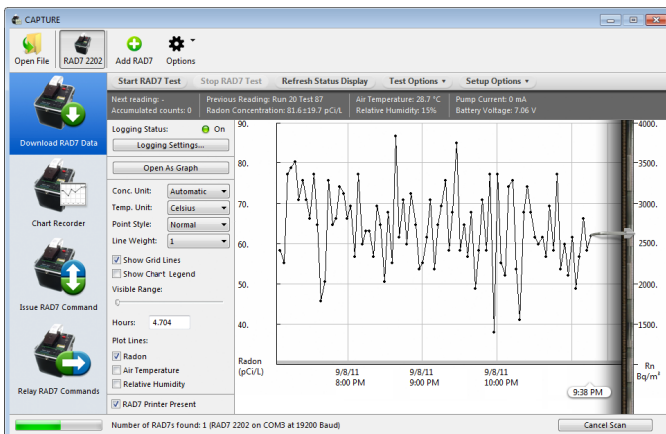 CAPTURE
Open File
RAD7 2202
Add RAD7
Options
Start RAD7 Test
Stop RAD7 Test
Refresh Status Display
Test Options
Setup Options
Next reading: -
Accumulated counts: 0
Previous Reading: Run 20 Test 87
Radon Concentration: 81.6±19.7 pCi/L
Air Temperature: 28.7 °C
Relative Humidity: 15%
Pump Current: 0 mA
Battery Voltage: 7.06 V
Download RAD7 Data
Chart Recorder
Issue RAD7 Command
Relay RAD7 Commands
Logging Status:
On
Logging Settings...
Open As Graph
Conc. Unit:
Automatic
Temp. Unit:
Celsius
Point Style:
Normal
Line Weight:
1
Show Grid Lines
Show Chart Legend
Visible Range:
Hours:
4.704
Plot Lines:
Radon
Air Temperature
Relative Humidity
RAD7 Printer Present
90.
80.
70.
60.
50.
40.
Radon
(pCi/L)
9/8/11
8:00 PM
9/8/11
9:00 PM
9/8/11
10:00 PM
9:38 PM
4000.
3500.
3000.
2500.
2000.
1500.
Rn
Bq/m³
Number of RAD7s found: 1 (RAD7 2202 on COM3 at 19200 Baud)
Cancel Scan